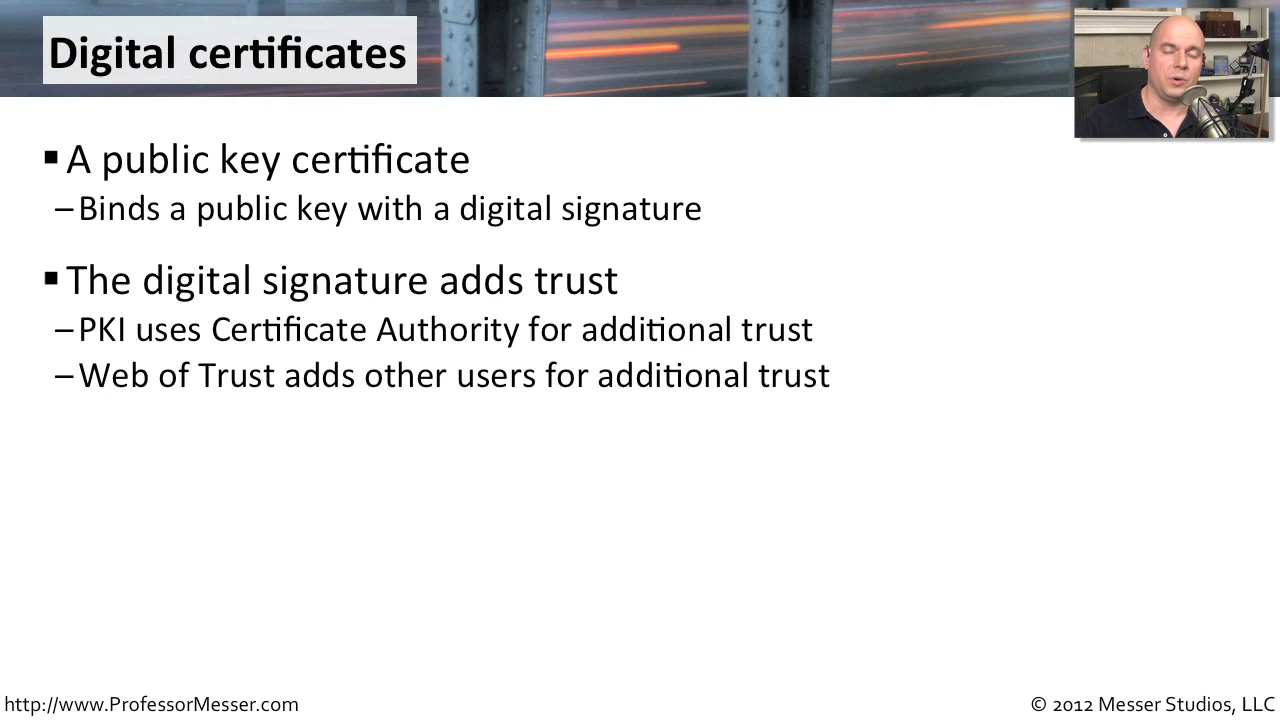 Digital certificates
▪ A public key certificate
– Binds a public key with a digital signature
▪ The digital signature adds trust
– PKI uses Certificate Authority for additional trust
– Web of Trust adds other users for additional trust
http://www.ProfessorMesser.com
© 2012 Messer Studios, LLC